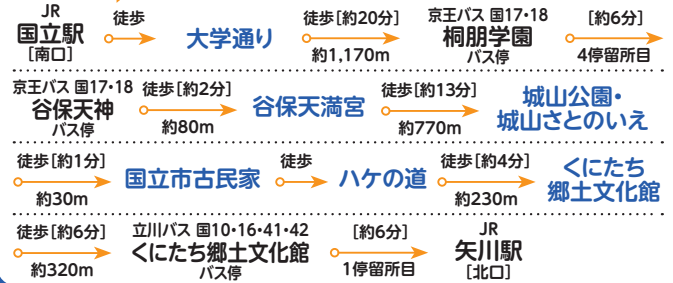 JR
国立駅
[南口]
徒歩
大学通り
徒歩[約20分]
約1,170m
京王バス 国17・18
桐朋学園
バス停
[約6分]
4停留所目
京王バス 国17・18
谷保天神
バス停
徒歩[約2分]
約80m
谷保天満宮
徒歩[約13分]
約770m
城山公園・
城山さとのいえ
徒歩[約1分]
約30m
国立市古民家
徒歩
ハケの道
徒歩[約4分]
約230m
くにたち
郷土文化館
徒歩[約6分]
約320m
立川バス 国10・16・41・42
くにたち郷土文化館
バス停
[約6分]
1停留所目
JR
矢川駅
[北口]